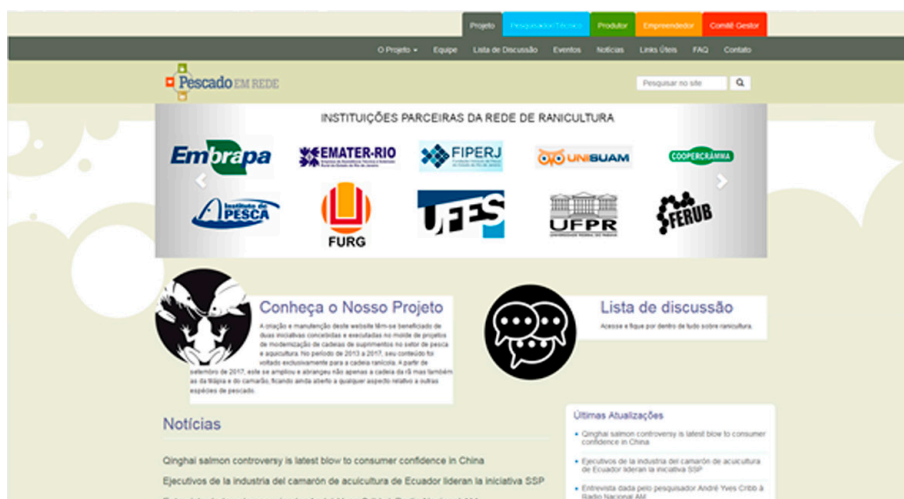 Projeto Pesquisador/Técnico Produtor Empreendedor Comitê Gestor
O Projeto Equipe Lista de Discussão Eventos Notícias Links Úteis FAQ Contato
Pescado EM REDE
Pesquisar no site
INSTITUIÇÕES PARCEIRAS DA REDE DE RANICULTURA
Embrapa EMATER-RIO FIPERJ UNISUAM COOPERCRAMMA
Instituto de PESCA FURG UFES UFPR FERUB
Conheça o Nosso Projeto
A criação e manutenção deste website têm-se beneficiado de
duas iniciativas concebidas e executadas no molde de projetos
de modernização de cadeias de suprimentos no setor de pesca
e aquicultura. No período de 2013 a 2017, seu conteúdo foi
voltado exclusivamente para a cadeia ranícola. A partir de
setembro de 2017, este se ampliou e abrangeu não apenas a cadeia da rã mas também
as da tilápia e do camarão, ficando ainda aberto a qualquer aspecto relativo a outras
espécies de pescado.
Lista de discussão
Acesse e fique por dentro de tudo sobre ranicultura.
Notícias
Qinghai salmon controversy is latest blow to consumer confidence in China
Ejecutivos de la industria del camarón de acuicultura de Ecuador lideran la iniciativa SSP
Últimas Atualizações
Qinghai salmon controversy is latest blow to consumer
confidence in China
Ejecutivos de la industria del camarón de acuicultura
de Ecuador lideran la iniciativa SSP
Entrevista dada pelo pesquisador André Yves Cribb à
Radio Nacional AM